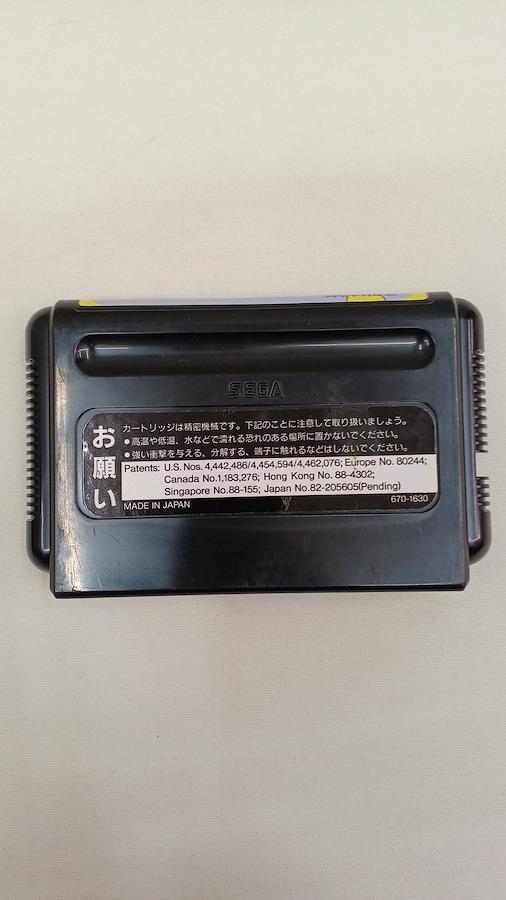 SEGA
お願い
カートリッジは精密機械です。下記のことに注意して取り扱いましょう。
●高温や低温、水などで濡れる恐れのある場所に置かないでください。
●強い衝撃を与える、分解する、端子に触れるなどはしないでください。
Patents: U.S. Nos. 4,442,486/4,454,594/4,462,076; Europe No. 80244;
Canada No.1,183,276; Hong Kong No. 88-4302;
Singapore No.88-155; Japan No.82-205605(Pending)
MADE IN JAPAN 670-1630